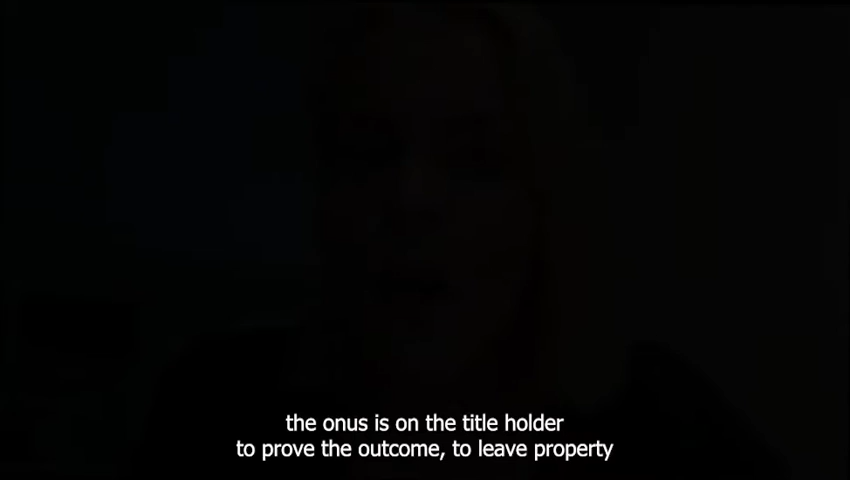 the onus is on the title holder
to prove the outcome, to leave property